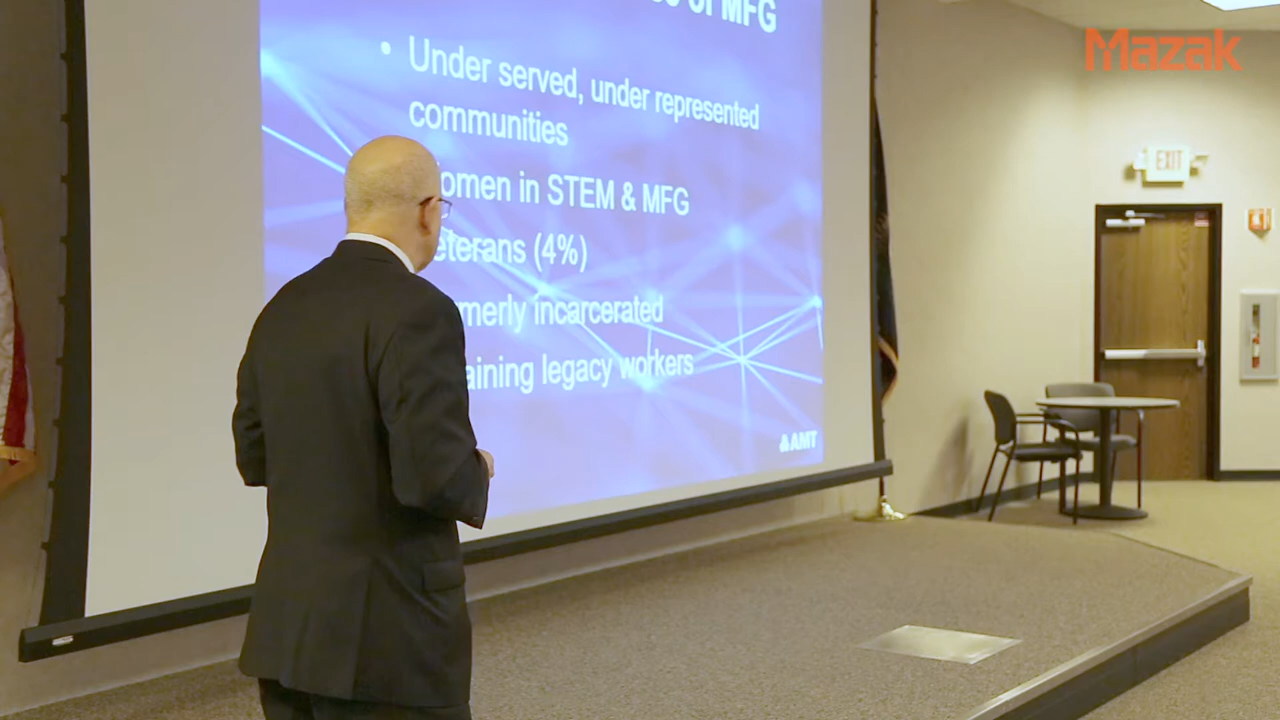 of MFG
Mazak
• Under served, under represented
communities
omen in STEM & MFG
eterans (4%)
merly incarcerated
aining legacy workers
AMT
EXIT